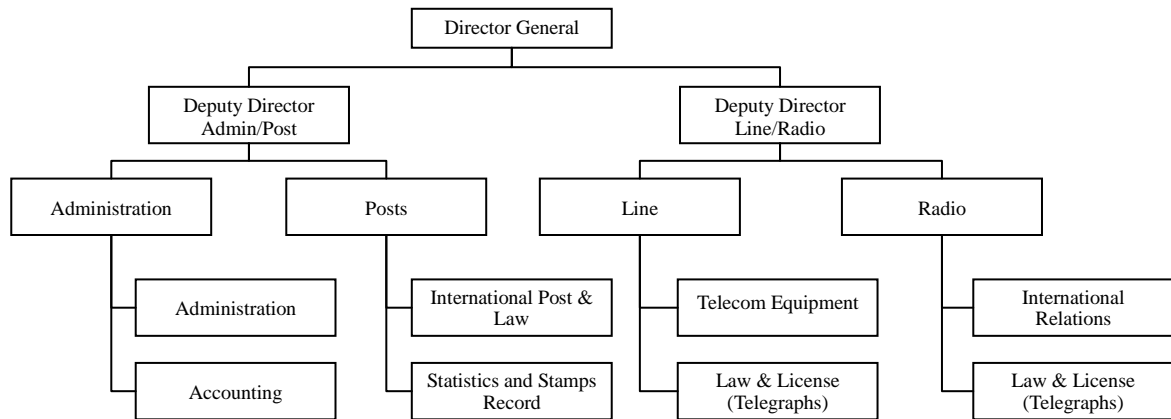 Director General
Deputy Director
Admin/Post
Deputy Director
Line/Radio
Administration
Posts
Line
Radio
Administration
International Post &
Law
Telecom Equipment
International
Relations
Accounting
Statistics and Stamps
Record
Law & License
(Telegraphs)
Law & License
(Telegraphs)